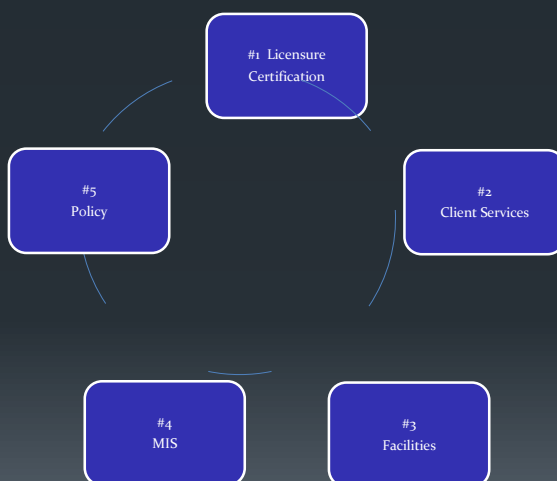 #1 Licensure
Certification
#2
Client Services
#3
Facilities
#4
MIS
#5
Policy